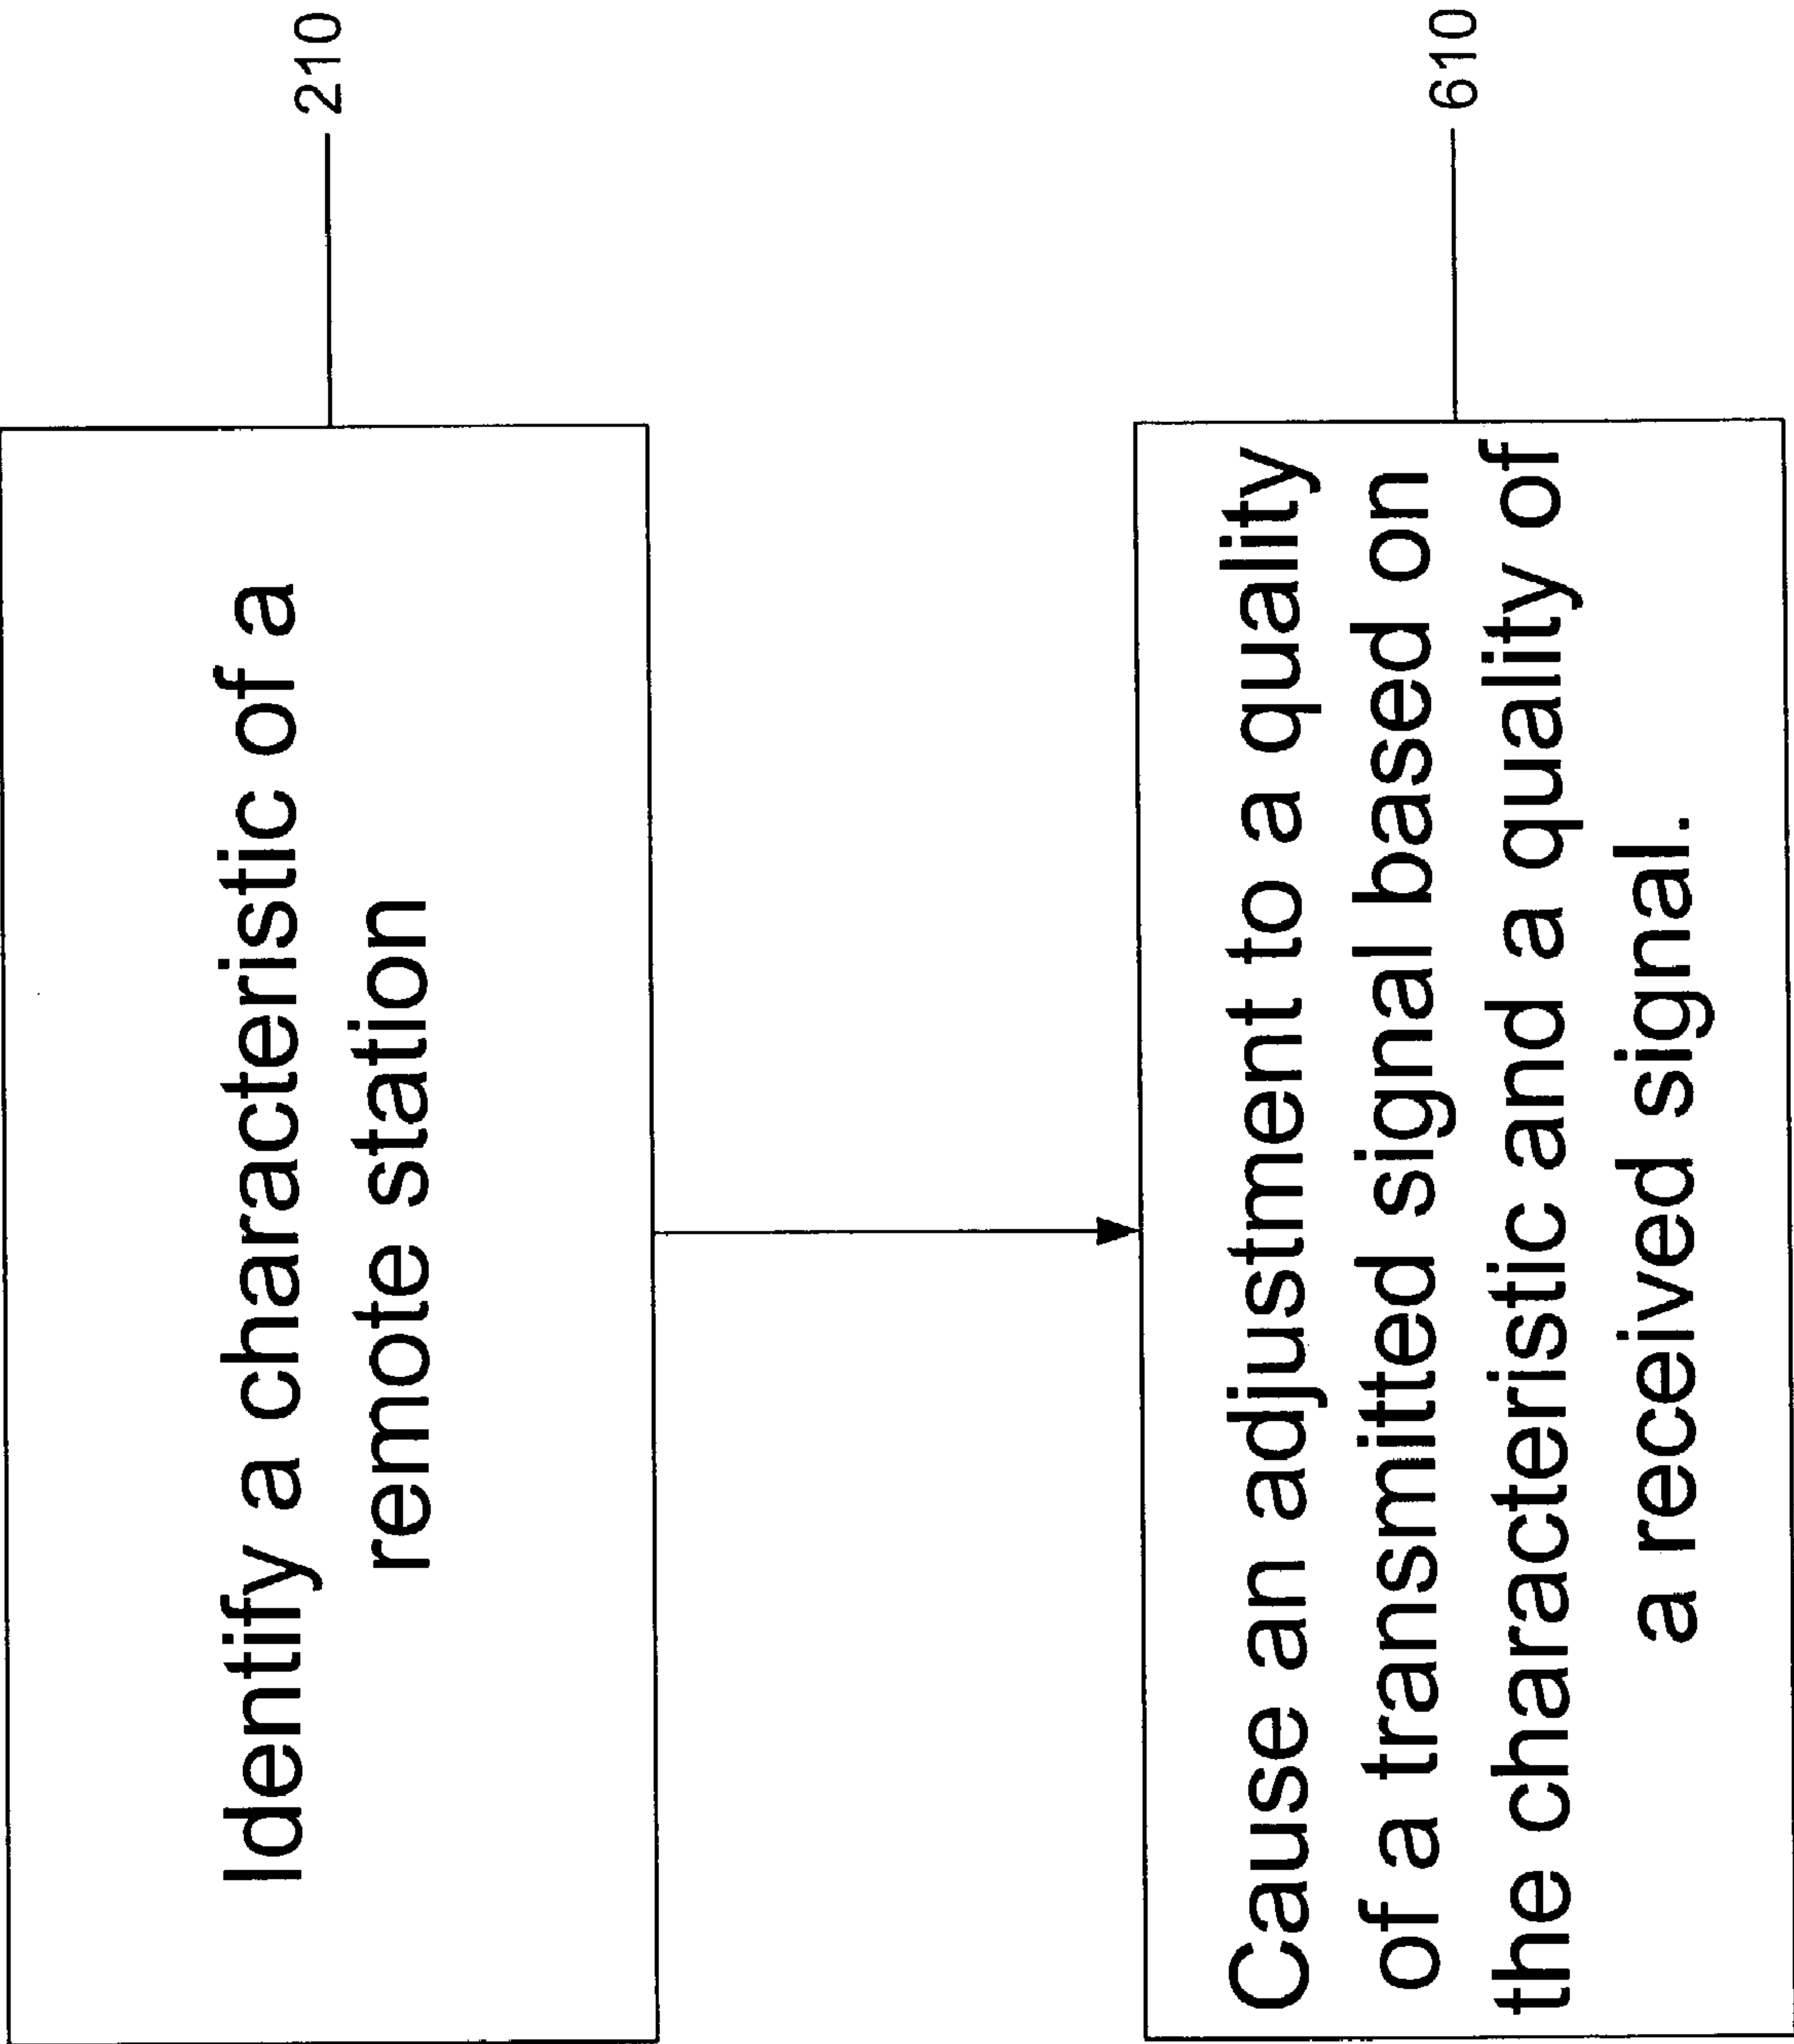 Identify a characteristic of a
remote station
210
Cause an adjustment to a quality
of a transmitted signal based on
the characteristic and a quality of
a received signal.
610